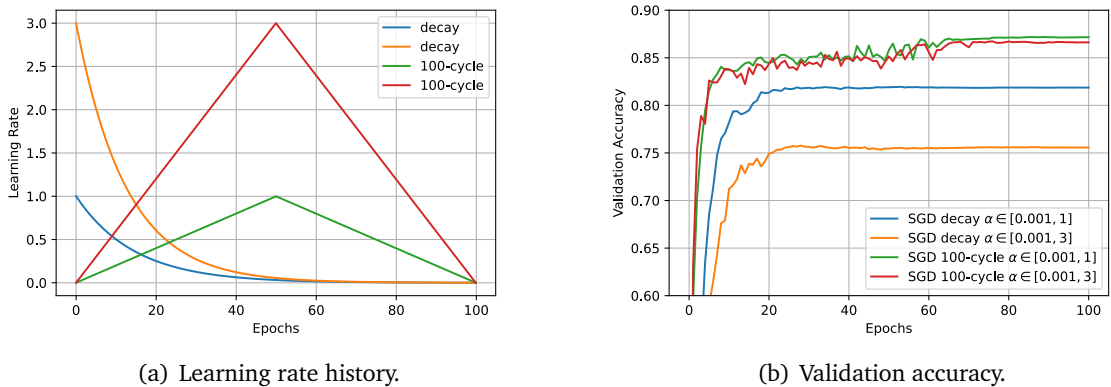 3.0
2.5
2.0
1.5
1.0
0.5
0.0
Learning Rate
decay
decay
100-cycle
100-cycle
0 20 40 60 80 100
Epochs
(a) Learning rate history.
0.90
0.85
0.80
0.75
0.70
0.65
0.60
Validation Accuracy
SGD decay α∈[0.001, 1]
SGD decay α∈[0.001, 3]
SGD 100-cycle α∈[0.001, 1]
SGD 100-cycle α∈[0.001, 3]
0 20 40 60 80 100
Epochs
(b) Validation accuracy.